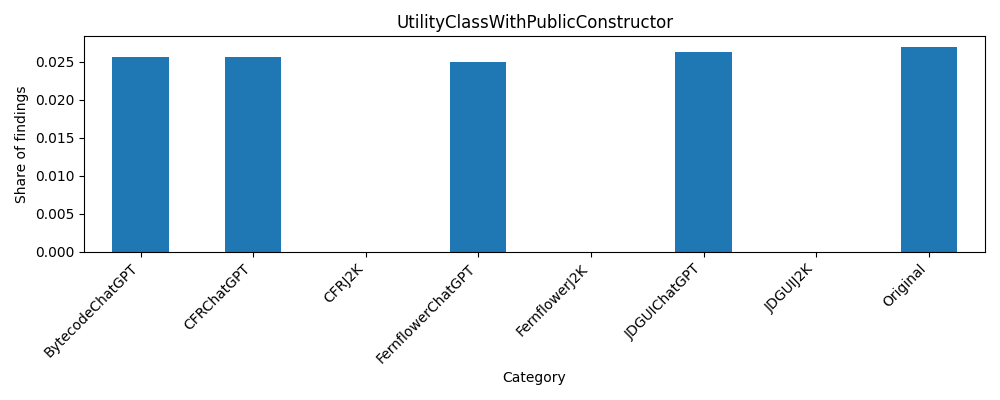 UtilityClassWithPublicConstructor
Share of findings
0.025
0.020
0.015
0.010
0.005
0.000
BytecodeChatGPT
CFRChatGPT
CFRJ2K
FernflowerChatGPT
FernflowerJ2K
JDGUIChatGPT
JDGUIJ2K
Original
Category